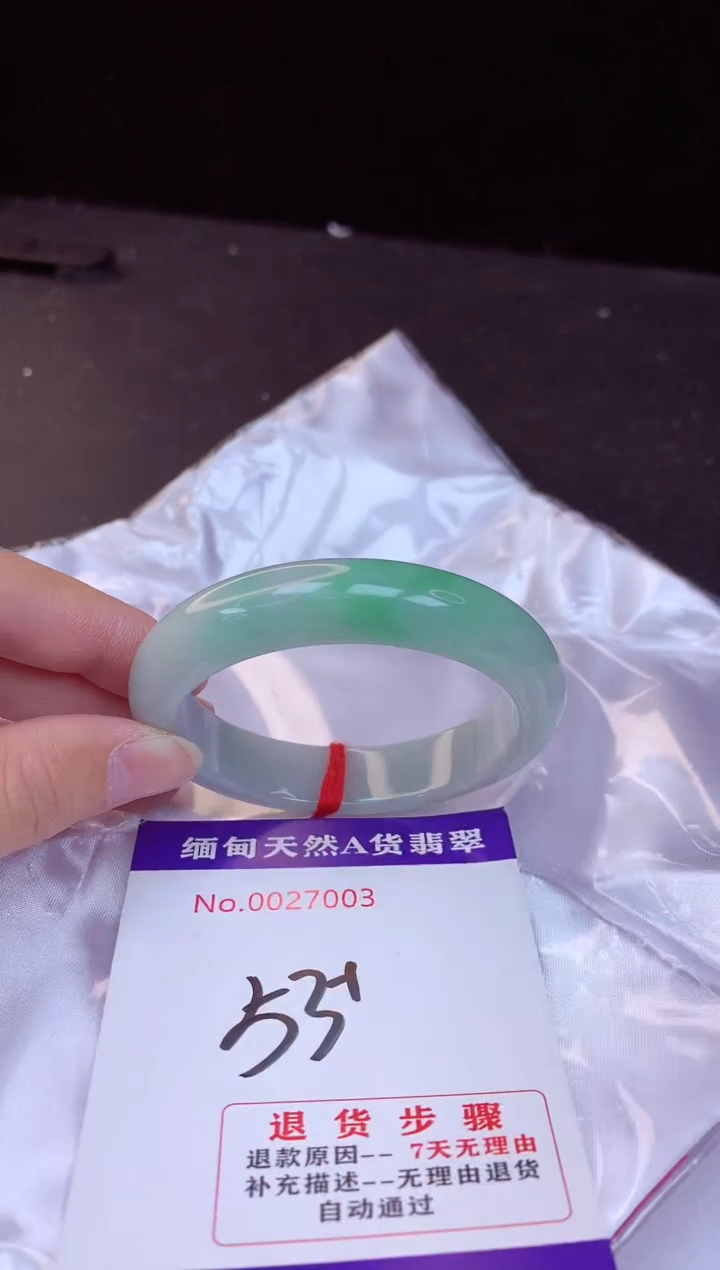 缅甸天然A货翡翠
No.0027003
退货步骤
退款原因-- 7天无理由
补充描述--无理由退货
自动通过